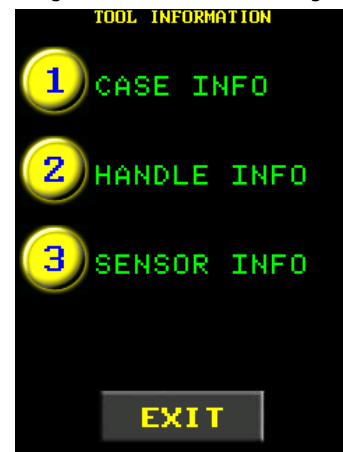 TOOL INFORMATION
1 CASE INFO
2 HANDLE INFO
3 SENSOR INFO
EXIT